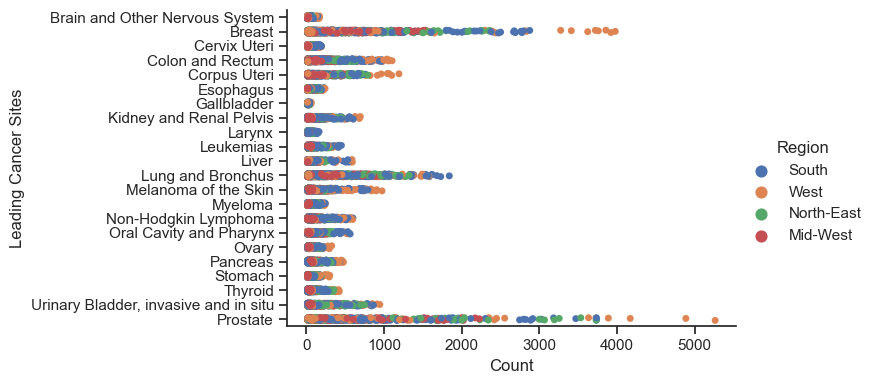 Leading Cancer Sites
Brain and Other Nervous System
Breast
Cervix Uteri
Colon and Rectum
Corpus Uteri
Esophagus
Gallbladder
Kidney and Renal Pelvis
Larynx
Leukemias
Liver
Lung and Bronchus
Melanoma of the Skin
Myeloma
Non-Hodgkin Lymphoma
Oral Cavity and Pharynx
Ovary
Pancreas
Stomach
Thyroid
Urinary Bladder, invasive and in situ
Prostate
0 1000 2000 3000 4000 5000
Count
Region
South
West
North-East
Mid-West